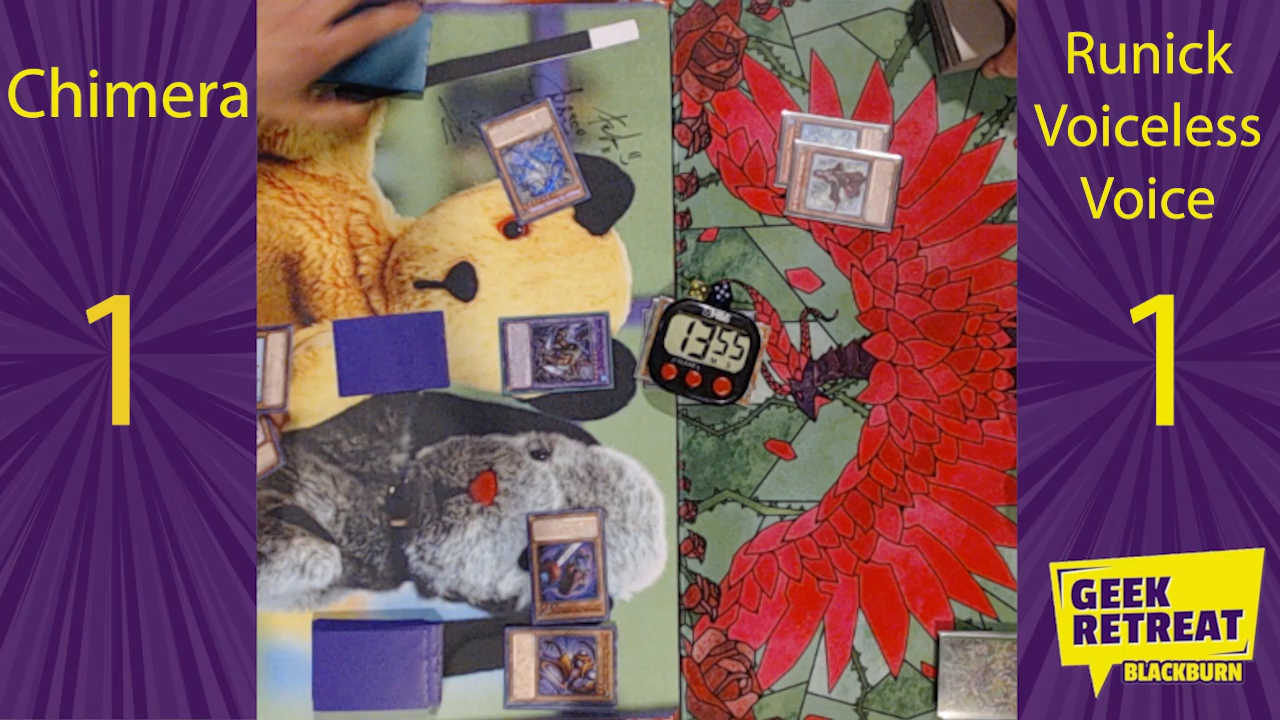 Chimera
1
13:55
Runick
Voiceless
Voice
1
GEEK
RETREAT
BLACKBURN